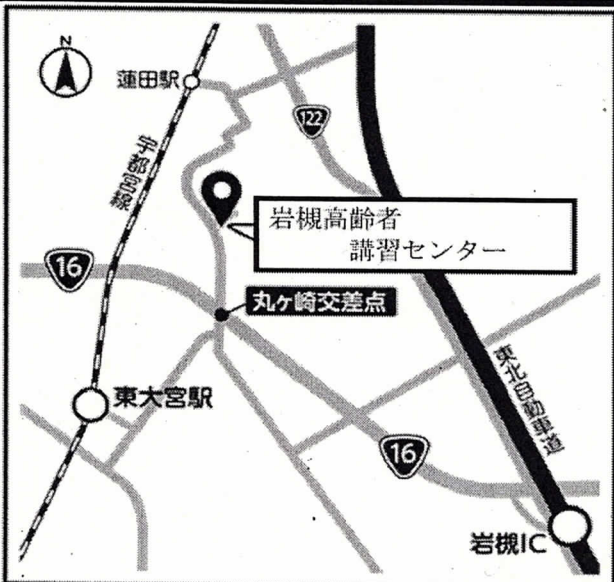 N
蓮田駅
122
宇都宮線
岩槻高齢者
講習センター
16
丸ヶ崎交差点
東大宮駅
東北自動車道
16
岩槻IC